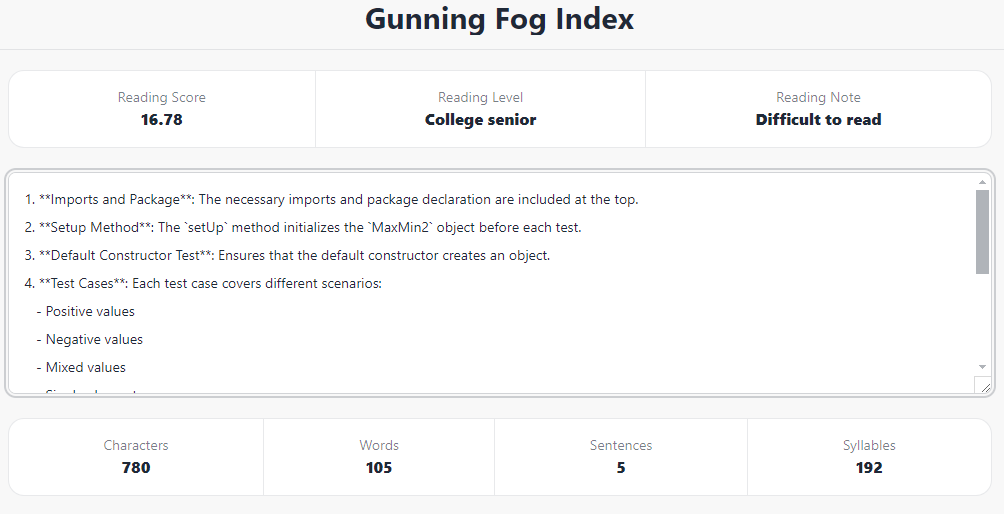 Gunning Fog Index
Reading Score
16.78
Reading Level
College senior
Reading Note
Difficult to read
1. **Imports and Package**: The necessary imports and package declaration are included at the top.
2. **Setup Method**: The `setUp` method initializes the `MaxMin2` object before each test.
3. **Default Constructor Test**: Ensures that the default constructor creates an object.
4. **Test Cases**: Each test case covers different scenarios:
- Positive values
- Negative values
- Mixed values
Characters
780
Words
105
Sentences
5
Syllables
192